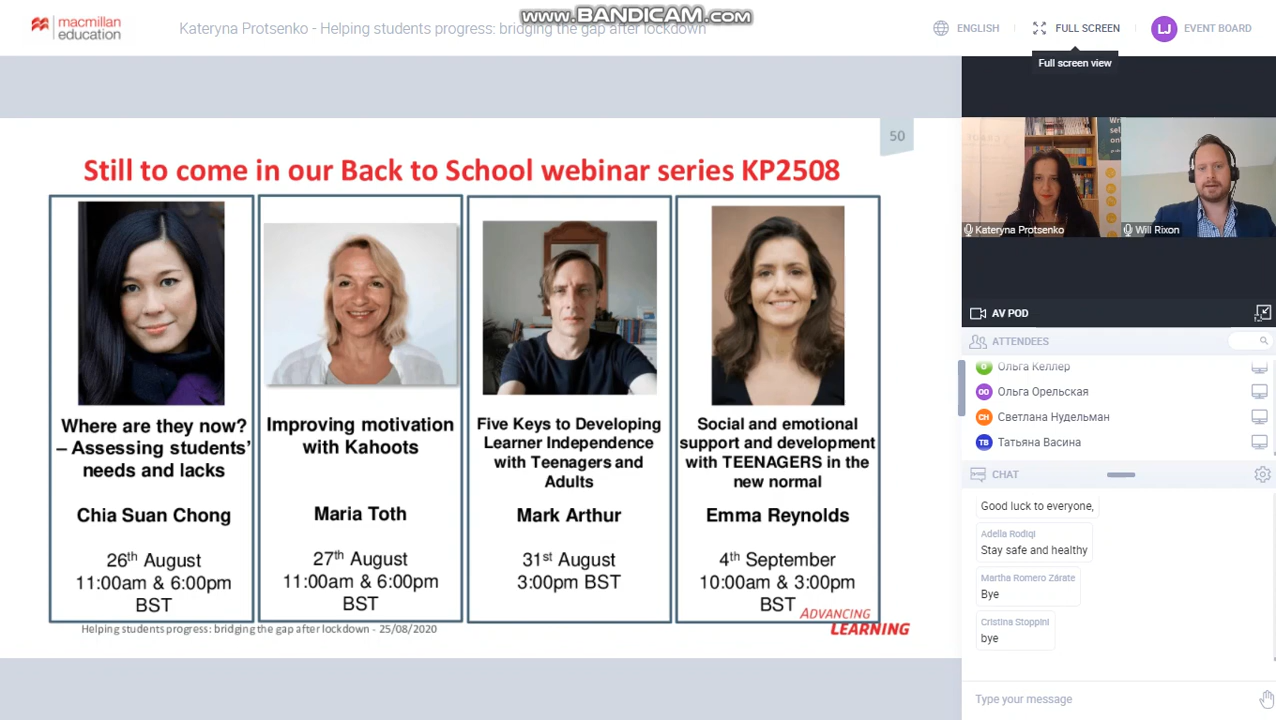 www.BANDICAM.com
macmillan
education
Kateryna Protsenko - Helping students progress: bridging the gap after lockdown
ENGLISH
FULL SCREEN
LJ
EVENT BOARD
Full screen view
50
Still to come in our Back to School webinar series KP2508
Where are they now?
– Assessing students’
needs and lacks
Chia Suan Chong
26th August
11:00am & 6:00pm
BST
Improving motivation
with Kahoots
Maria Toth
27th August
11:00am & 6:00pm
BST
Five Keys to Developing
Learner Independence
with Teenagers and
Adults
Mark Arthur
31st August
3:00pm BST
Social and emotional
support and development
with TEENAGERS in the
new normal
Emma Reynolds
4th September
10:00am & 3:00pm
BST
ADVANCING
LEARNING
Helping students progress: bridging the gap after lockdown - 25/08/2020
Kateryna Protsenko
Will Rixon
AV POD
ATTENDEES
Ольга Келлер
OO Ольга Орельская
СН Светлана Нудельман
ТВ Татьяна Васина
CHAT
Good luck to everyone,
Adella Rodiqi
Stay safe and healthy
Martha Romero Zárate
Bye
Cristina Stoppini
bye
Type your message